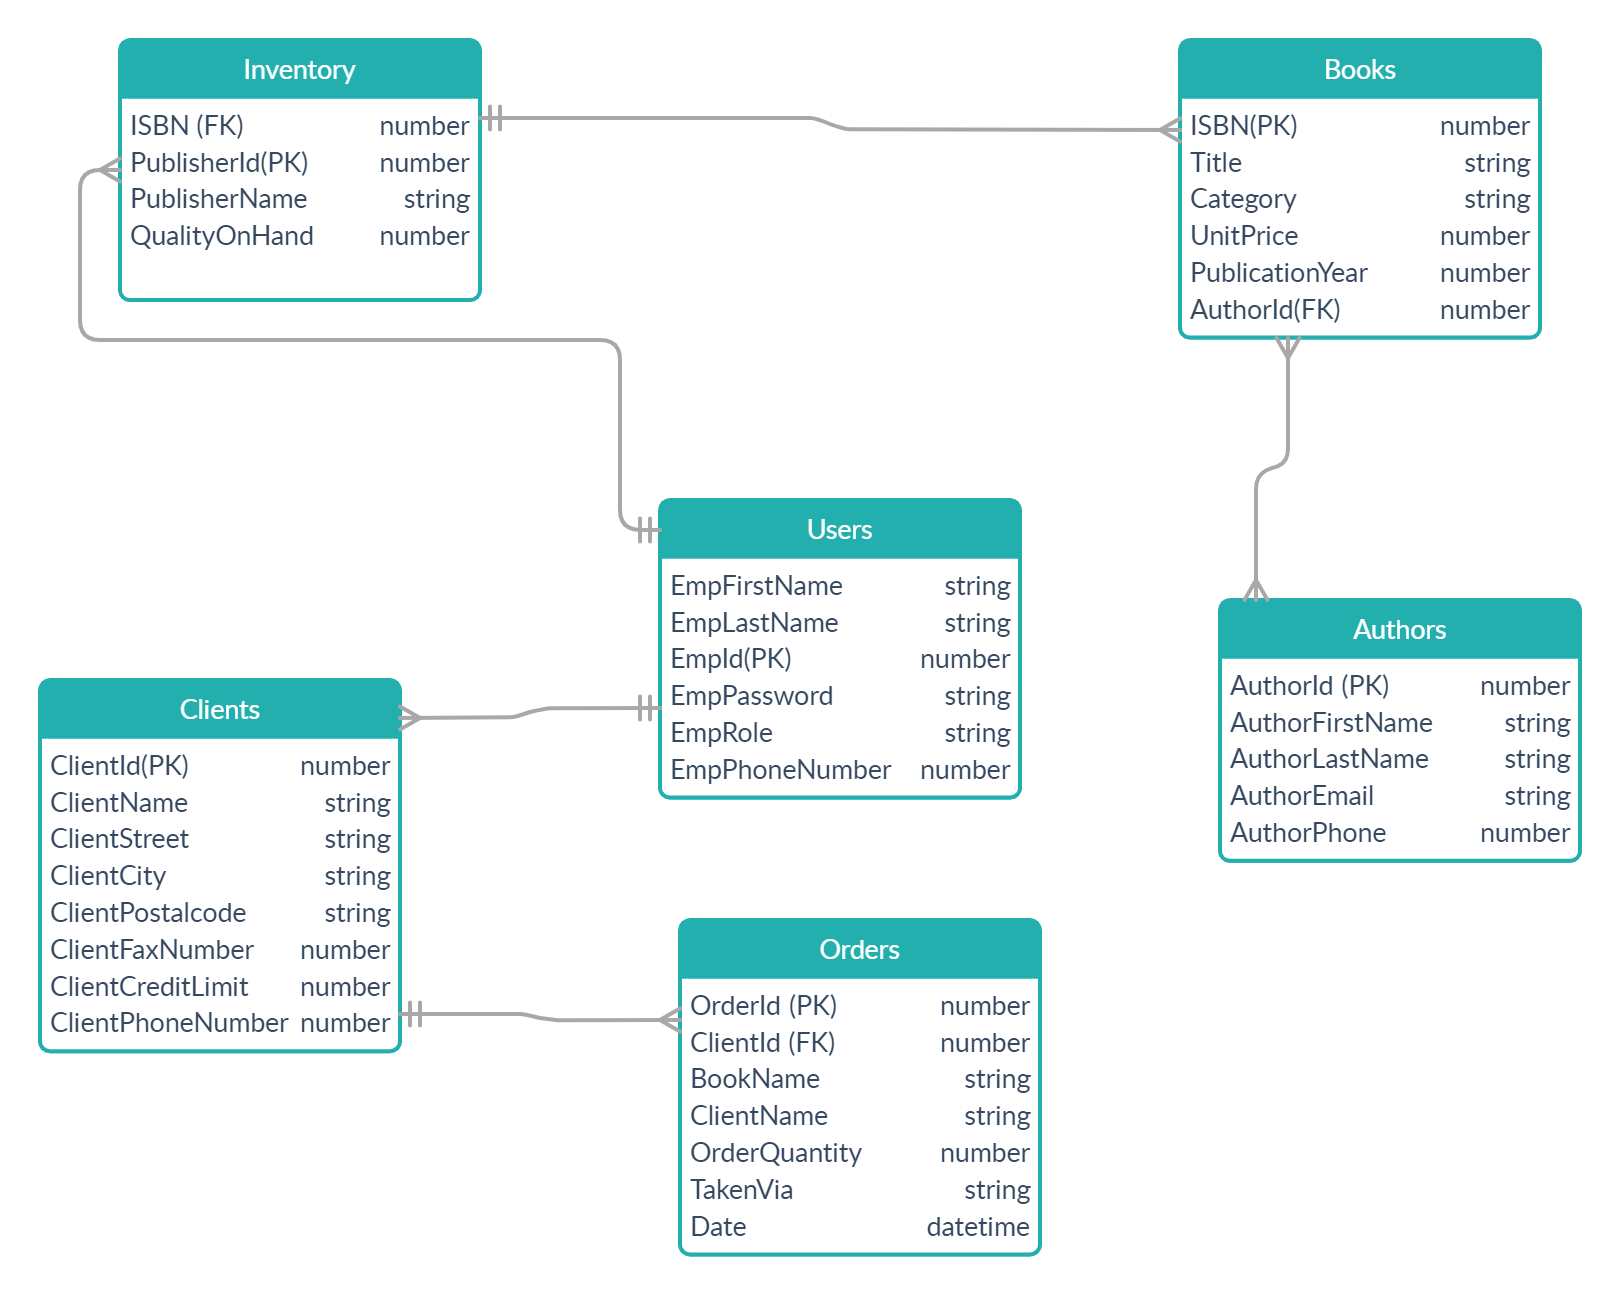 Inventory
ISBN (FK) number
PublisherId(PK) number
PublisherName string
QualityOnHand number
Books
ISBN(PK) number
Title string
Category string
UnitPrice number
PublicationYear number
AuthorId(FK) number
Users
EmpFirstName string
EmpLastName string
EmpId(PK) number
EmpPassword string
EmpRole string
EmpPhoneNumber number
Authors
AuthorId (PK) number
AuthorFirstName string
AuthorLastName string
AuthorEmail string
AuthorPhone number
Clients
ClientId(PK) number
ClientName string
ClientStreet string
ClientCity string
ClientPostalcode string
ClientFaxNumber number
ClientCreditLimit number
ClientPhoneNumber number
Orders
OrderId (PK) number
ClientId (FK) number
BookName string
ClientName string
OrderQuantity number
TakenVia string
Date datetime